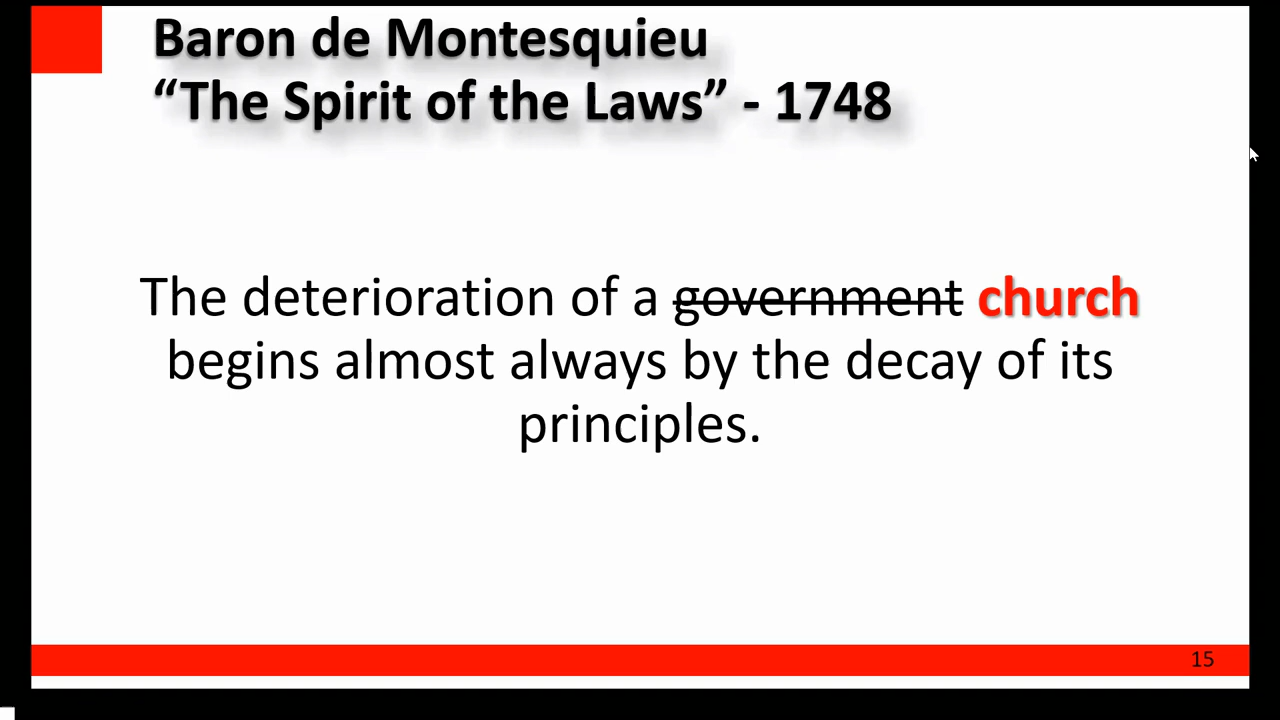 Baron de Montesquieu
“The Spirit of the Laws” - 1748
The deterioration of a government church
begins almost always by the decay of its
principles.
15